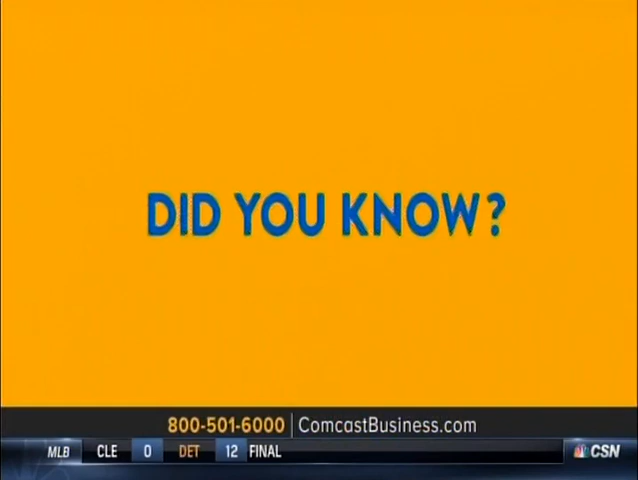 DID YOU KNOW?
800-501-6000 | ComcastBusiness.com
MLB CLE 0 DET 12 FINAL CSN